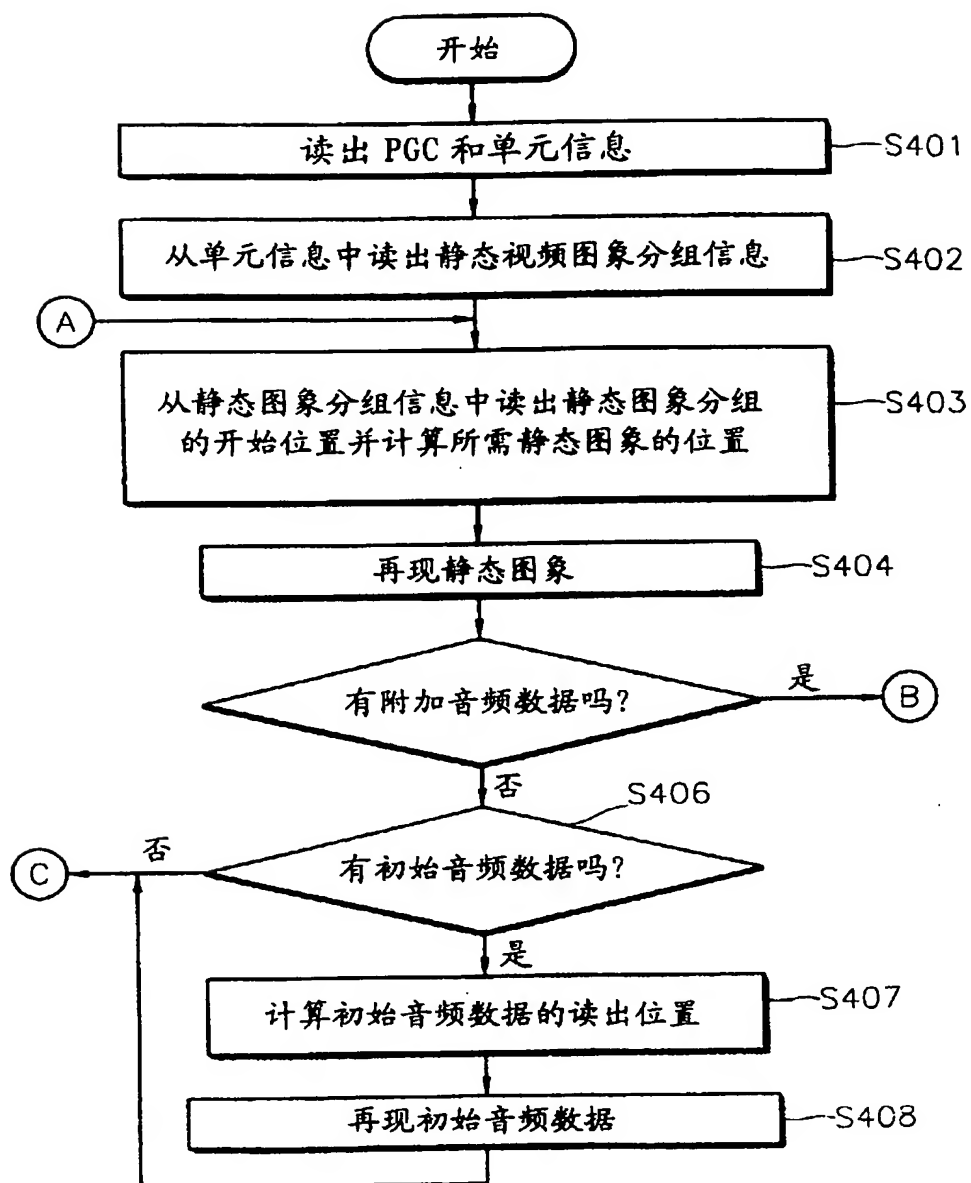 开始
读出 PGC 和单元信息
S401
从单元信息中读出静态视频图象分组信息
S402
A
从静态图象分组信息中读出静态图象分组
的开始位置并计算所需静态图象的位置
S403
再现静态图象
S404
有附加音频数据吗?
是
B
否
S406
有初始音频数据吗?
否
C
是
计算初始音频数据的读出位置
S407
再现初始音频数据
S408